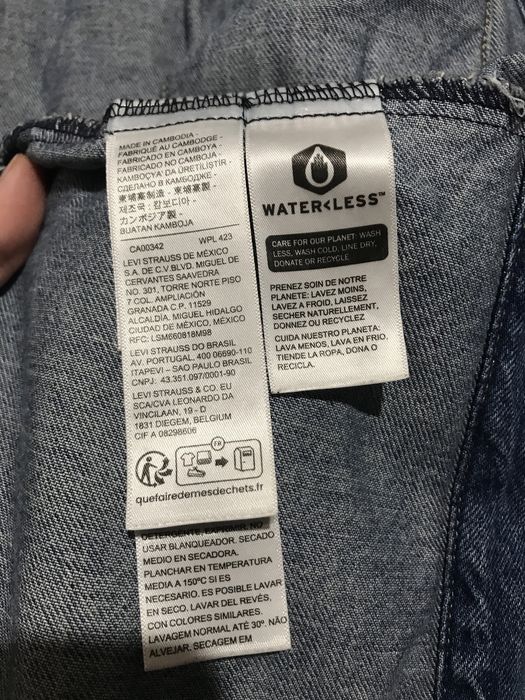 MADE IN CAMBODIA -
FABRIQUÉ AU CAMBODGE -
FABRICADO EN CAMBOYA -
FABRICADO NO CAMBOJA -
KAMBOÇYA' DA ÜRETİLİŞTİR -
СДЕЛАНО В КАМБОДЖЕ -
柬埔寨制造 - 柬埔寨製 -
제조국 : 캄보디아 -
カンボジア製 -
BUATAN KAMBOJA
CA00342 WPL 423
LEVI STRAUSS DE MÉXICO
S.A. DE C.V.BLVD. MIGUEL DE
CERVANTES SAAVEDRA
NO. 301, TORRE NORTE PISO
7 COL. AMPLIACIÓN
GRANADA C.P. 11529
ALCALDÍA. MIGUEL HIDALGO
CIUDAD DE MÉXICO, MÉXICO
RFC: LSM660818M98
LEVI STRAUSS DO BRASIL
AV. PORTUGAL, 400 06690-110
ITAPEVI – SAO PAULO BRASIL
CNPJ: 43.351.097/0001-90
LEVI STRAUSS & CO. EU
SCA/CVA LEONARDO DA
VINCILAAN, 19 - D
1831 DIEGEM, BELGIUM
CIF A 08298606
FR
quefairedemesdechets.fr
DETERGENTE. EXPRIMIR. NO
USAR BLANQUEADOR. SECADO
MEDIO EN SECADORA.
PLANCHAR EN TEMPERATURA
MEDIA A 150ºC SI ES
NECESARIO. ES POSIBLE LAVAR
EN SECO. LAVAR DEL REVÉS,
CON COLORES SIMILARES.
LAVAGEM NORMAL ATÉ 30º. NÃO
ALVEJAR. SECAGEM EM
WATER<LESS™
CARE FOR OUR PLANET: WASH
LESS, WASH COLD, LINE DRY,
DONATE OR RECYCLE
PRENEZ SOIN DE NOTRE
PLANETE: LAVEZ MOINS,
LAVEZ A FROID, LAISSEZ
SECHER NATURELLEMENT,
DONNEZ OU RECYCLEZ
CUIDA NUESTRO PLANETA:
LAVA MENOS, LAVA EN FRIO,
TIENDE LA ROPA, DONA O
RECICLA.